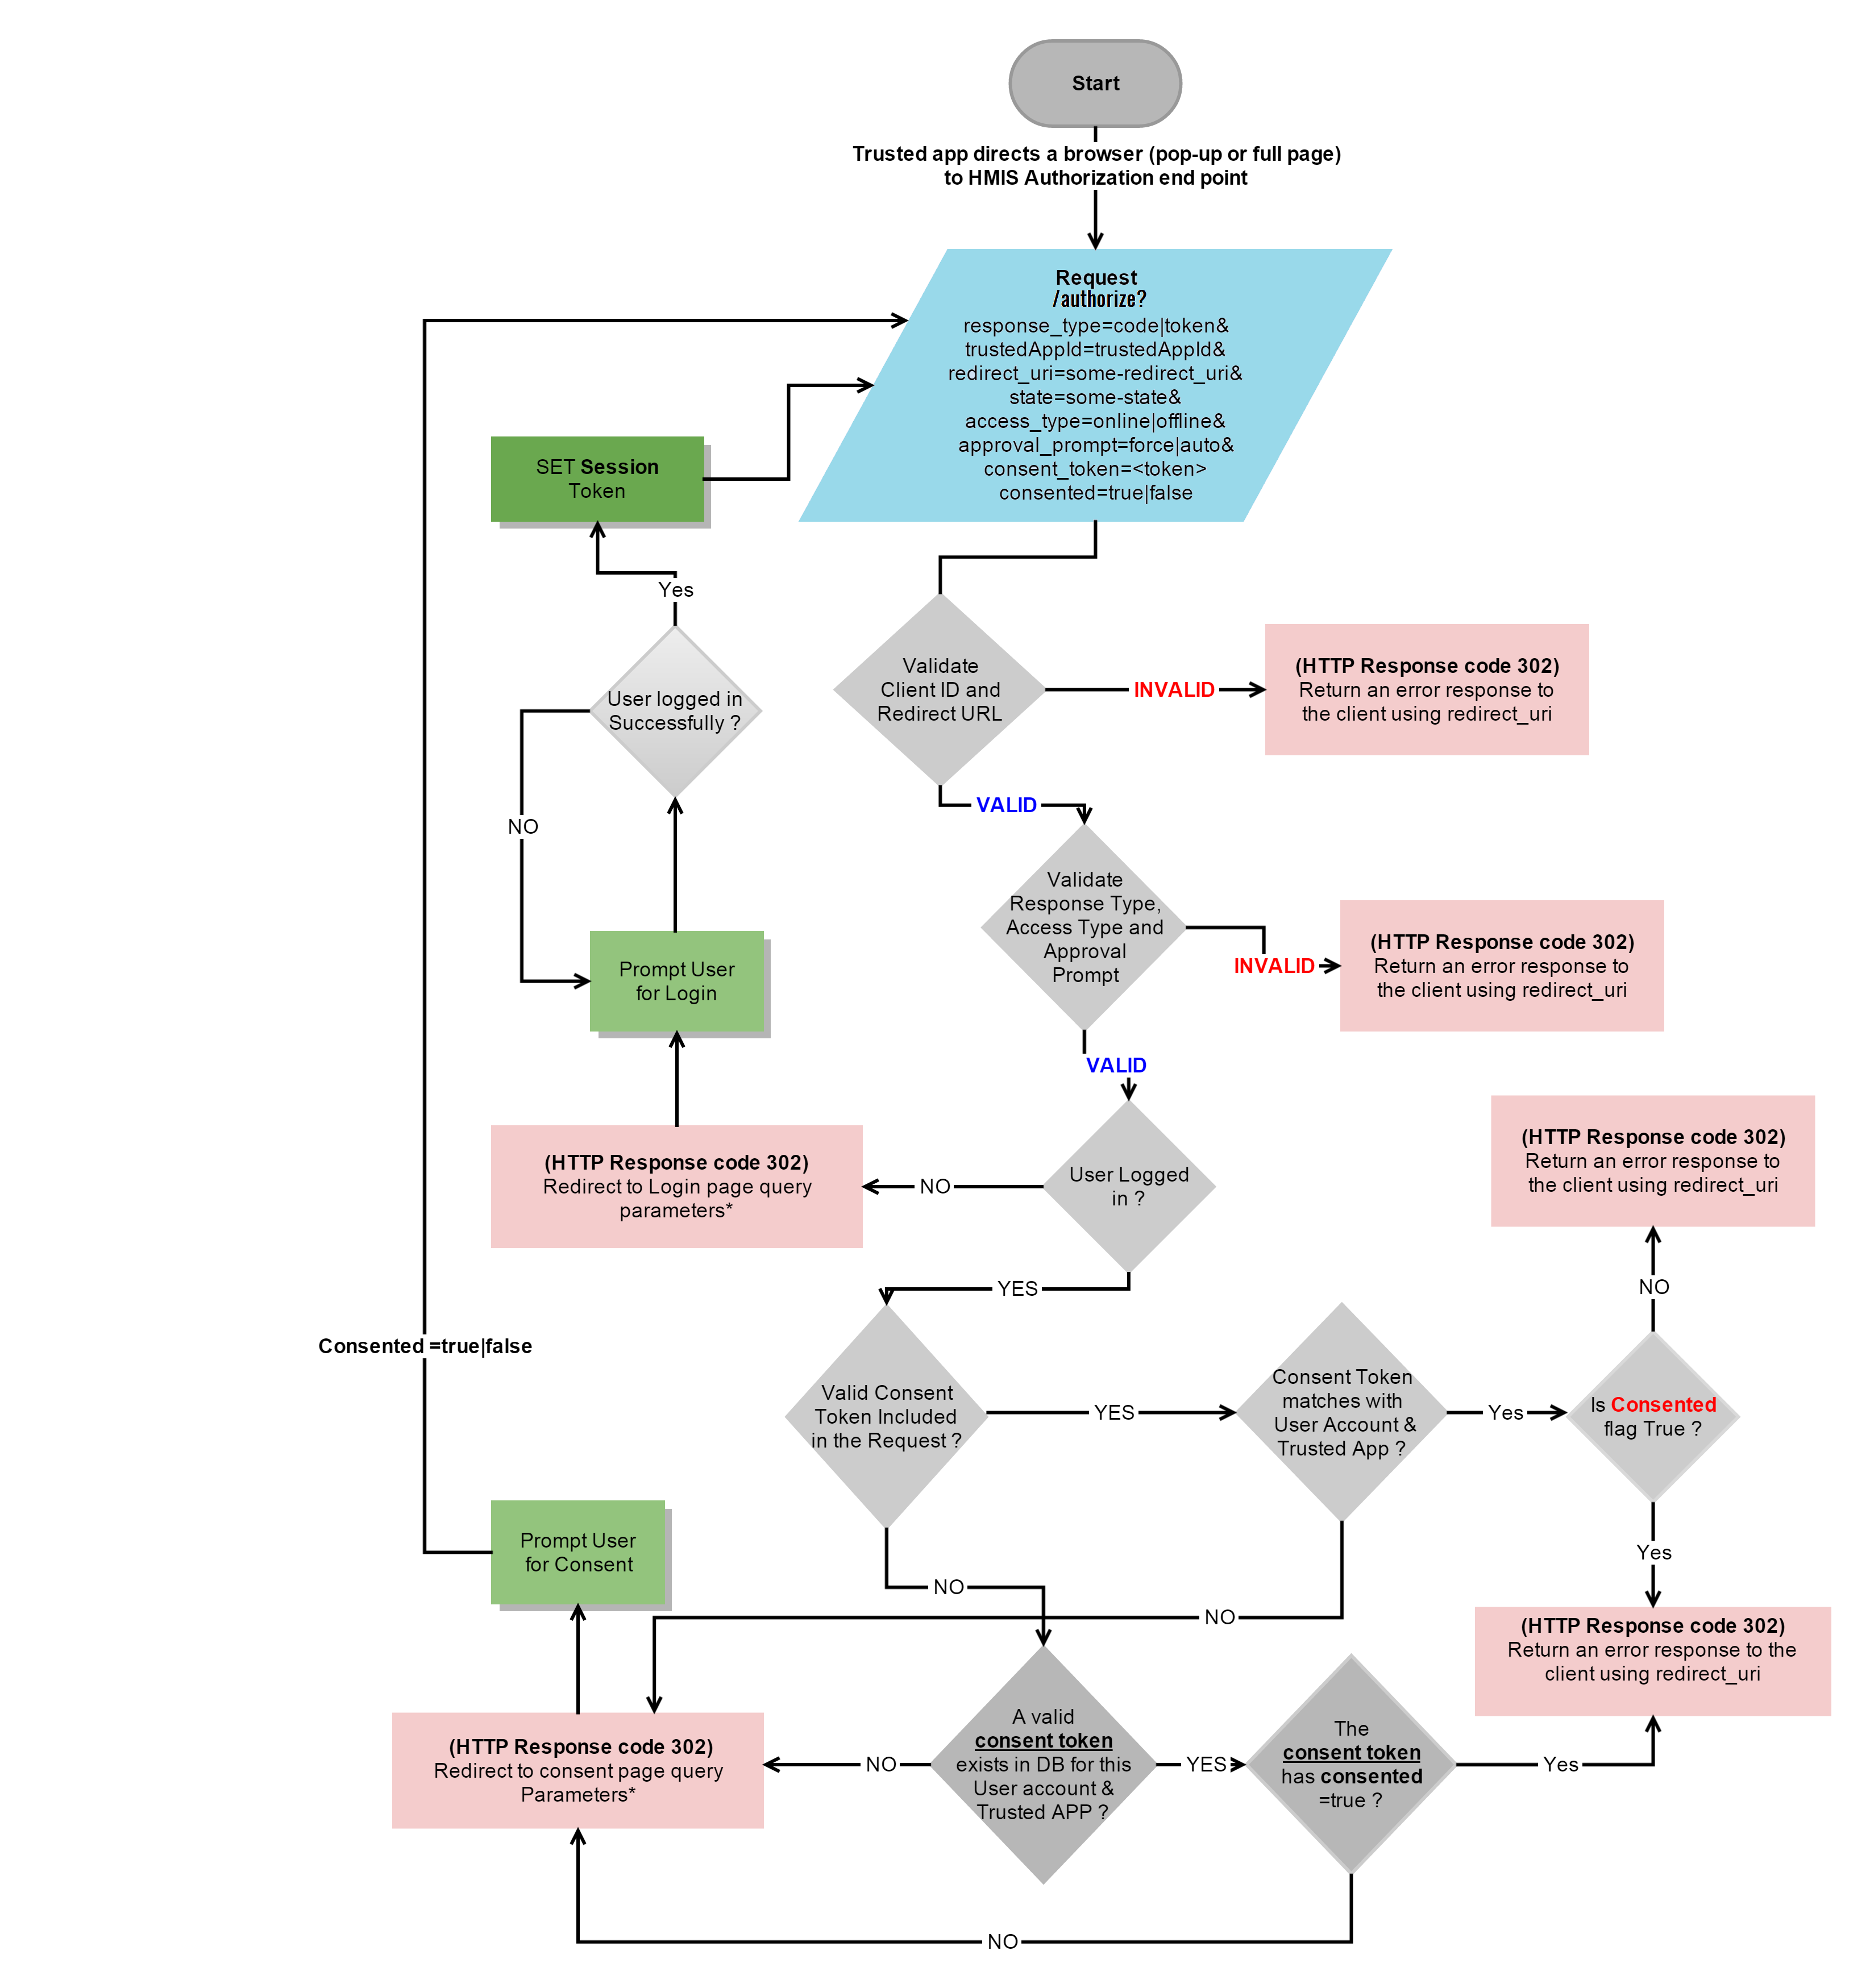 Start
Trusted app directs a browser (pop-up or full page)
to HMIS Authorization end point
Request
/authorize?
response_type=code|token&
trustedAppId=trustedAppId&
redirect_uri=some-redirect_uri&
state=some-state&
access_type=online|offline&
approval_prompt=force|auto&
consent_token=<token>
consented=true|false
SET Session
Token
Yes
User logged in
Successfully ?
NO
Prompt User
for Login
Validate
Client ID and
Redirect URL
INVALID
(HTTP Response code 302)
Return an error response to
the client using redirect_uri
VALID
Validate
Response Type,
Access Type and
Approval
Prompt
INVALID
(HTTP Response code 302)
Return an error response to
the client using redirect_uri
VALID
User Logged
in ?
NO
(HTTP Response code 302)
Redirect to Login page query
parameters*
YES
(HTTP Response code 302)
Return an error response to
the client using redirect_uri
NO
Consented =true|false
Valid Consent
Token Included
in the Request ?
YES
Consent Token
matches with
User Account &
Trusted App ?
Yes
Is Consented
flag True ?
Yes
Prompt User
for Consent
NO
NO
(HTTP Response code 302)
Return an error response to the
client using redirect_uri
(HTTP Response code 302)
Redirect to consent page query
Parameters*
NO
A valid
consent token
exists in DB for this
User account &
Trusted APP ?
YES
The
consent token
has consented
=true ?
Yes
NO